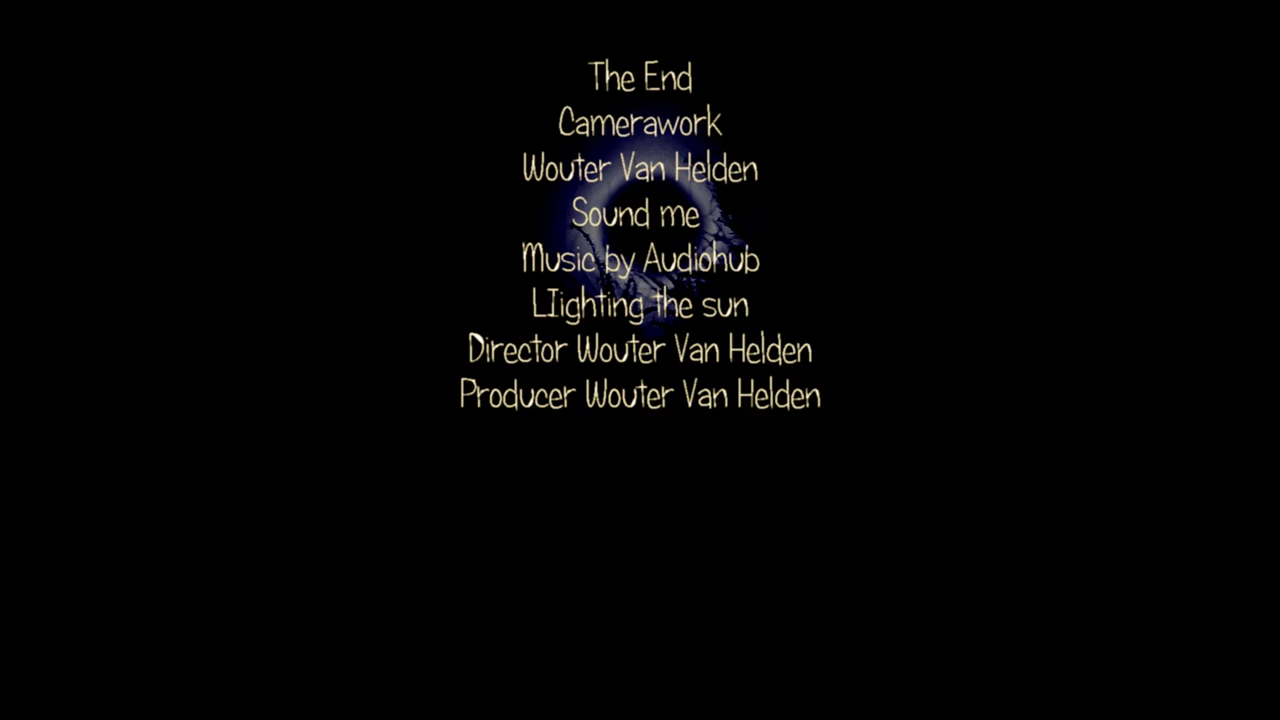 The End
Camerawork
Wouter Van Helden
Sound me
Music by Audiohub
LIighting the sun
Director Wouter Van Helden
Producer Wouter Van Helden